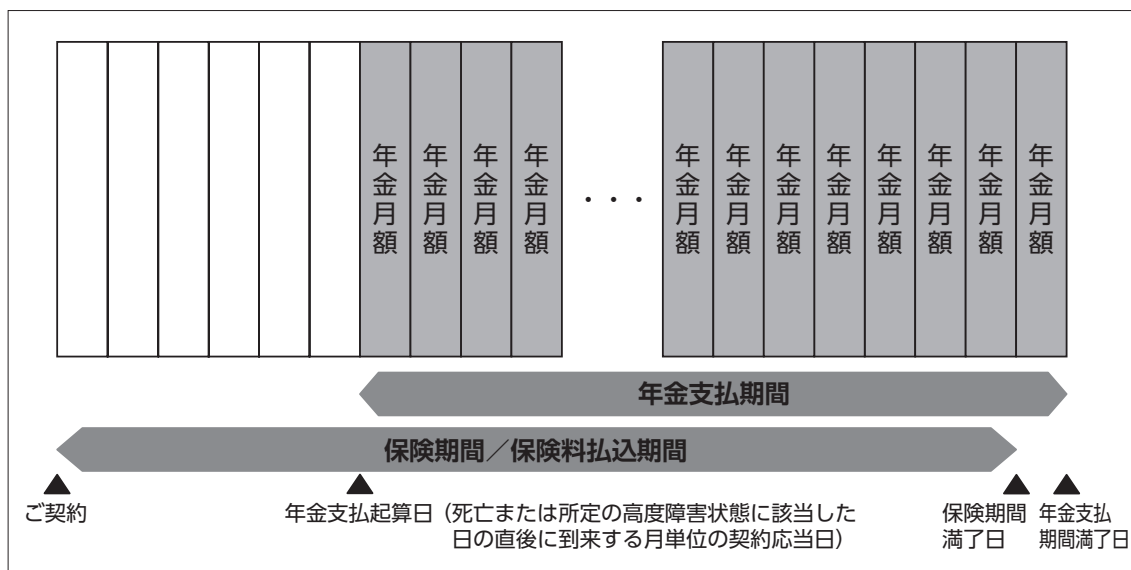 年金月額
年金月額
年金月額
年金月額
・・・
年金月額
年金月額
年金月額
年金月額
年金月額
年金月額
年金月額
年金月額
年金支払期間
保険期間／保険料払込期間
ご契約
年金支払起算日（死亡または所定の高度障害状態に該当した
日の直後に到来する月単位の契約応当日）
保険期間
満了日
年金支払
期間満了日